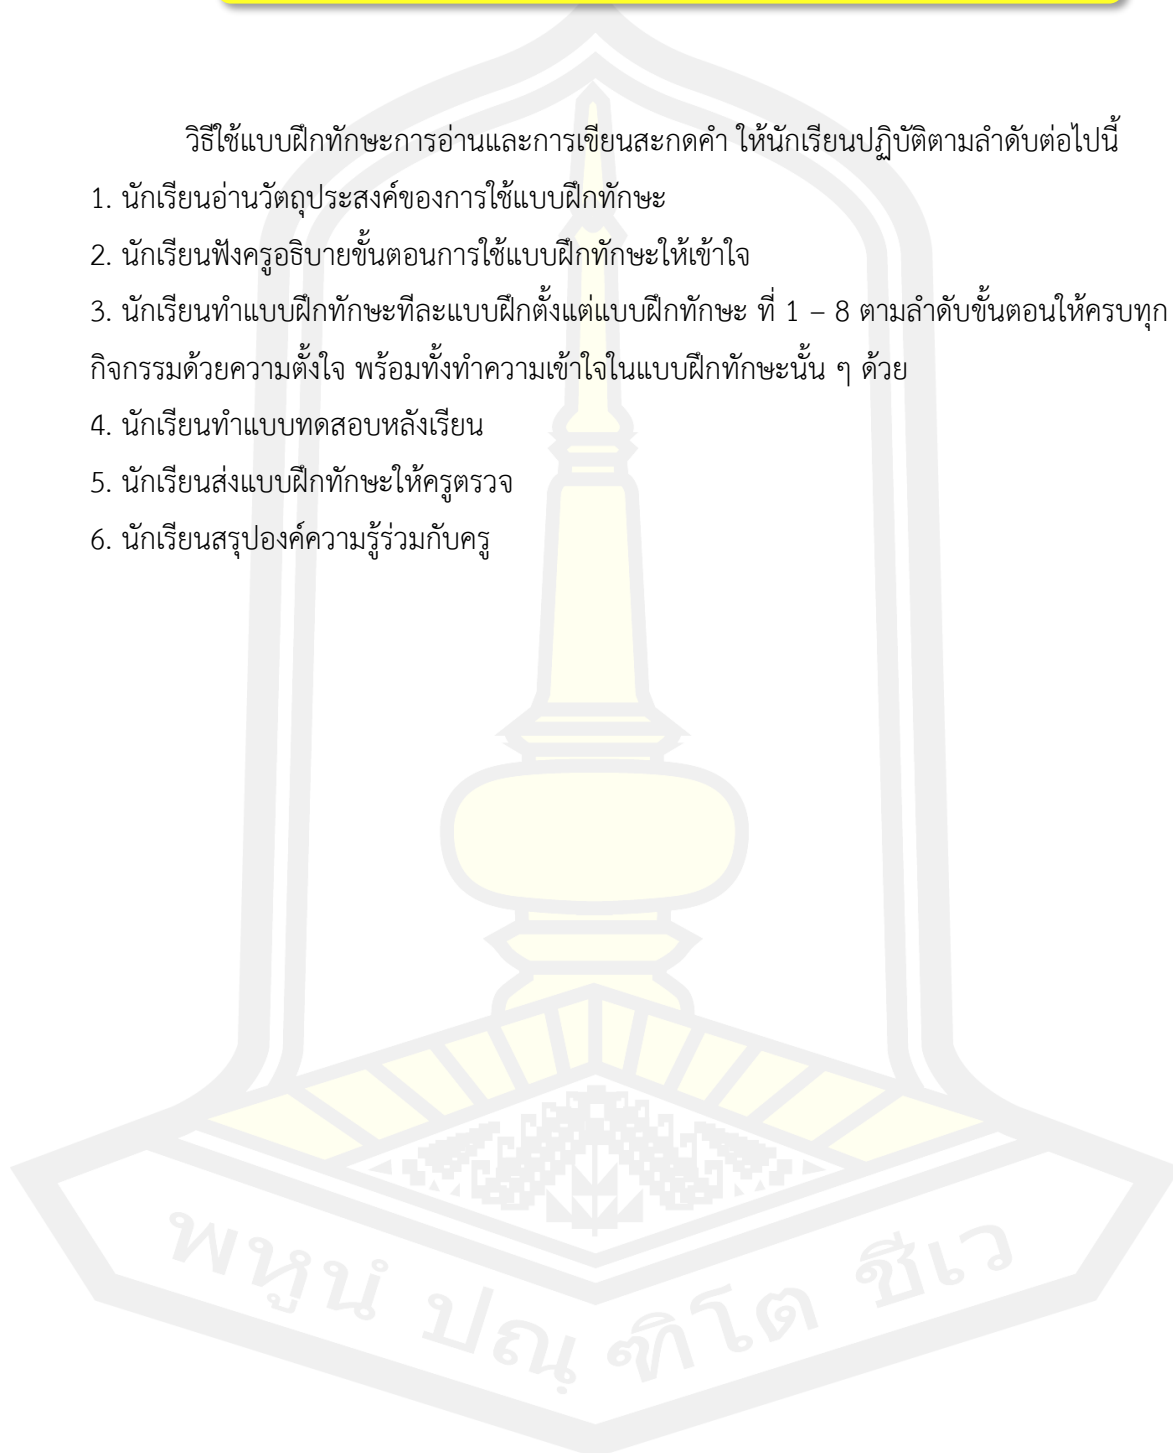 วิธีใช้แบบฝึกทักษะการอ่านและการเขียนสะกดคำ ให้นักเรียนปฏิบัติตามลำดับต่อไปนี้
1. นักเรียนอ่านวัตถุประสงค์ของการใช้แบบฝึกทักษะ
2. นักเรียนฟังครูอธิบายขั้นตอนการใช้แบบฝึกทักษะให้เข้าใจ
3. นักเรียนทำแบบฝึกทักษะทีละแบบฝึกตั้งแต่แบบฝึกทักษะ ที่ 1 – 8 ตามลำดับขั้นตอนให้ครบทุก
กิจกรรมด้วยความตั้งใจ พร้อมทั้งทำความเข้าใจในแบบฝึกทักษะนั้น ๆ ด้วย
4. นักเรียนทำแบบทดสอบหลังเรียน
5. นักเรียนส่งแบบฝึกทักษะให้ครูตรวจ
6. นักเรียนสรุปองค์ความรู้ร่วมกับครู
พหูนํ ปณฺ ฑิโต ชีเว